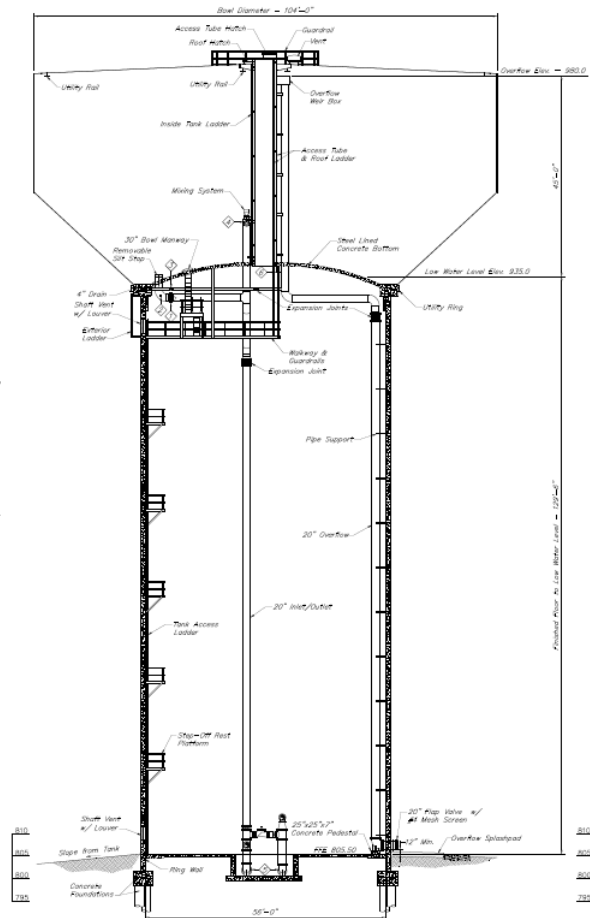 Bowl Diameter - 104'-0"
Access Tube Hatch
Roof Hatch
Guardrail
Vent
Utility Rail
Utility Rail
Overflow
Weir Box
Overflow Elev. - 980.0
Inside Tank Ladder
Access Tube
& Roof Ladder
45'-0"
Mixing System
4
30" Bowl Manway
Removable
Silt Stop
Steel Lined
Concrete Bottom
6
Low Water Level Elev. 935.0
4" Drain
Shaft Vent
w/ Louver
Exterior
Ladder
Expansion Joints
Utility Ring
Walkway &
Guardrails
Expansion Joint
Pipe Support
20" Overflow
Finished Floor to Low Water Level - 129'-6"
20" Inlet/Outlet
Tank Access
Ladder
Step-Off Rest
Platform
Shaft Vent
w/ Louver
25"x25"x7"
Concrete Pedestal
20" Flap Valve w/
#4 Mesh Screen
12" Min.
Overflow Splashpad
810
805
800
795
Slope from Tank
FFE 805.50
Ring Wall
Concrete
Foundations
56'-0"
810
805
800
795